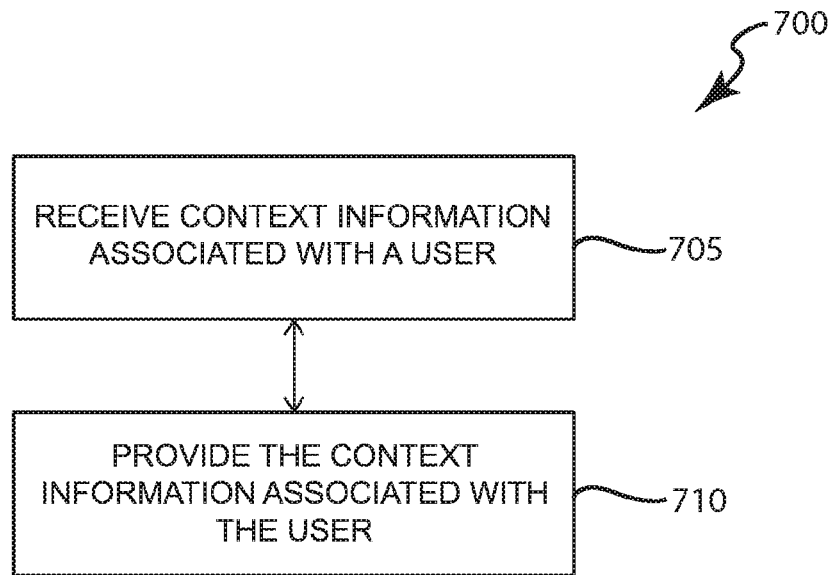 700
RECEIVE CONTEXT INFORMATION
ASSOCIATED WITH A USER
705
PROVIDE THE CONTEXT
INFORMATION ASSOCIATED WITH
THE USER
710